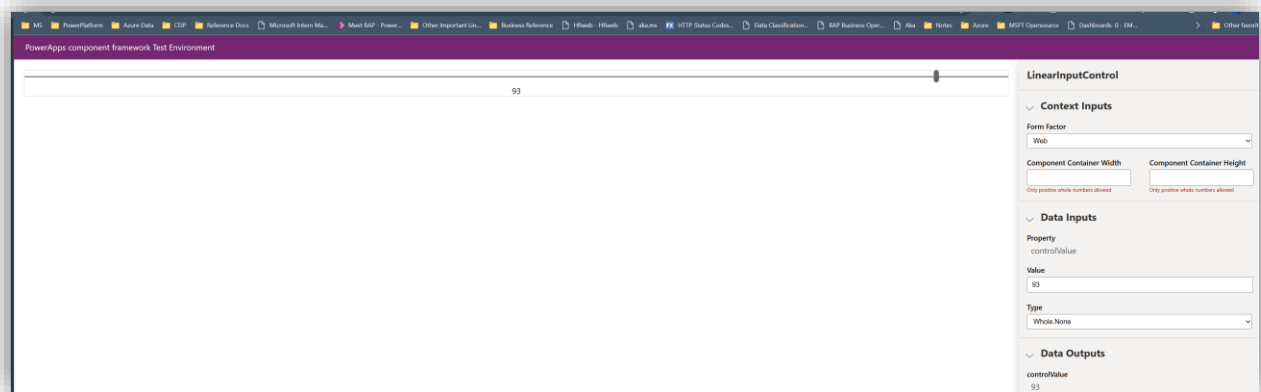 MS PowerPlatform Azure Data CEIP Reference Docs Microsoft Intern Ma... Meet BAP - Power... Other Important Lin... Business Reference HRweb - HRweb aka.ms HTTP Status Codes... Data Classification... BAP Business Oper... Aka Notes Azure MSFT Opensource Dashboards 0 - EM... Other favorit
PowerApps component framework Test Environment
93
LinearInputControl
Context Inputs
Form Factor
Web
Component Container Width Component Container Height
Only positive whole numbers allowed Only positive whole numbers allowed
Data Inputs
Property
controlValue
Value
93
Type
Whole.None
Data Outputs
controlValue
93